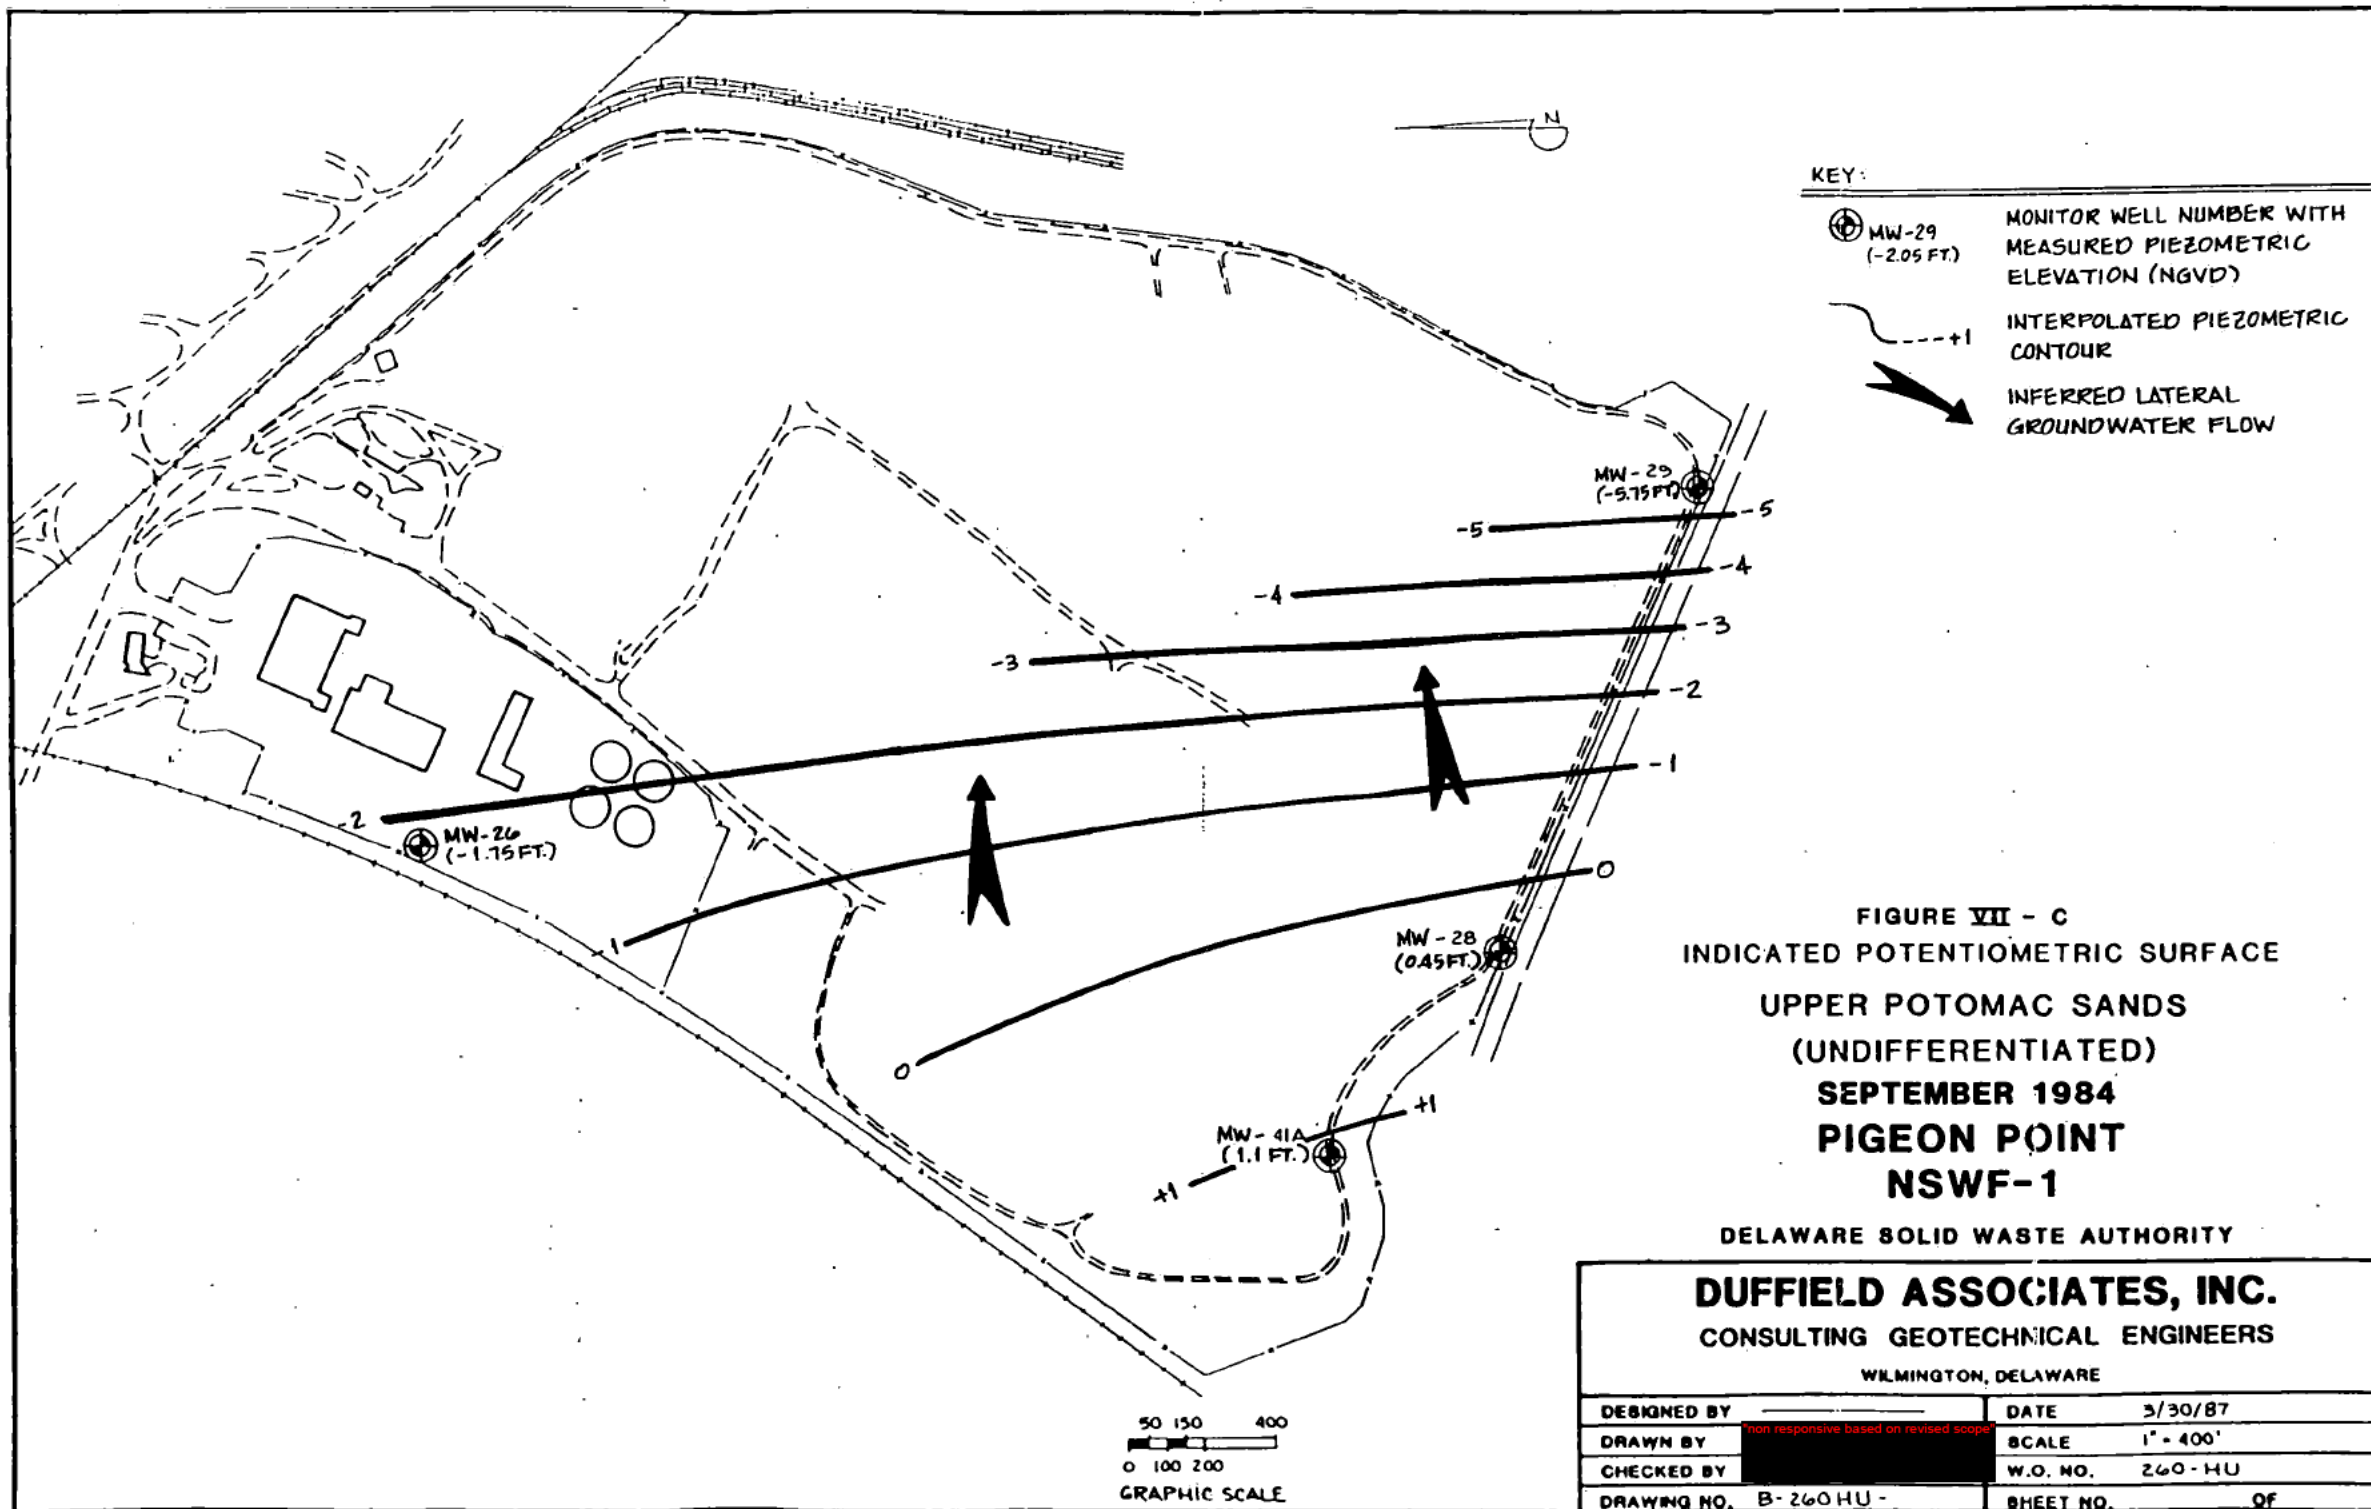 N
KEY:
MW-29
(-2.05 FT.)
MONITOR WELL NUMBER WITH
MEASURED PIEZOMETRIC
ELEVATION (NGVD)
+1
INTERPOLATED PIEZOMETRIC
CONTOUR
INFERRED LATERAL
GROUNDWATER FLOW
MW-29
(-5.75 FT.)
-5
-5
-4
-4
-3
-3
-2
-2
MW-26
(-1.75 FT.)
-1
-1
0
0
MW-28
(0.45 FT.)
+1
MW-41A
(1.1 FT.)
+1
FIGURE VII - C
INDICATED POTENTIOMETRIC SURFACE
UPPER POTOMAC SANDS
(UNDIFFERENTIATED)
SEPTEMBER 1984
PIGEON POINT
NSWF-1
DELAWARE SOLID WASTE AUTHORITY
DUFFIELD ASSOCIATES, INC.
CONSULTING GEOTECHNICAL ENGINEERS
WILMINGTON, DELAWARE
DESIGNED BY
DATE 3/30/87
"non responsive based on revised scope"
DRAWN BY
SCALE 1" - 400'
CHECKED BY
W.O. NO. 260-HU
DRAWING NO. B-260HU-
SHEET NO. OF
50 150 400
0 100 200
GRAPHIC SCALE